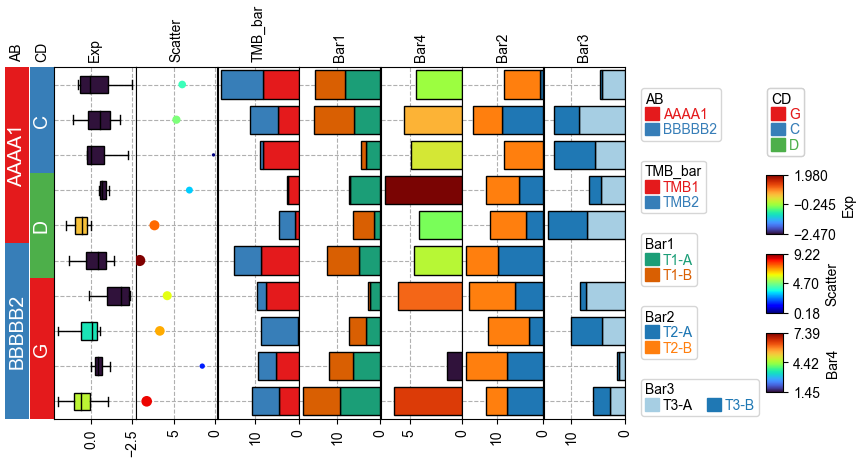 AB CD Exp Scatter TMB_bar Bar1 Bar4 Bar2 Bar3
AAAA1
BBBBB2
C
D
G
0.0 −2.5 5 0 10 0 10 0 5 0 10 0 10 0
AB
AAAA1
BBBBB2
TMB_bar
TMB1
TMB2
Bar1
T1-A
T1-B
Bar2
T2-A
T2-B
Bar3
T3-A T3-B
CD
G
C
D
1.980
−0.245
−2.470
Exp
9.22
4.70
0.18
Scatter
7.39
4.42
1.45
Bar4